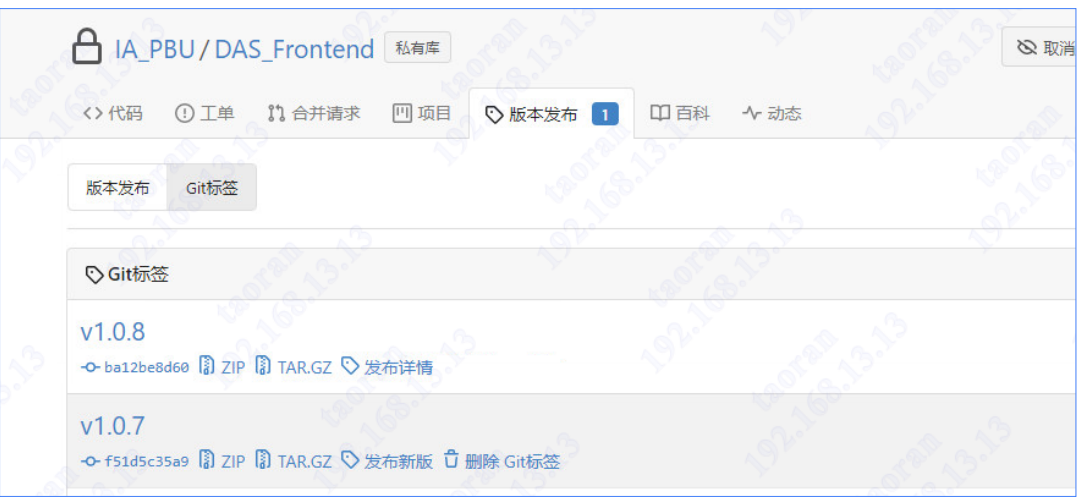 IA_PBU / DAS_Frontend 私有库 取消
代码 工单 合并请求 项目 版本发布 1 百科 动态
版本发布 Git标签
Git标签
v1.0.8
ba12be8d60 ZIP TAR.GZ 发布详情
v1.0.7
f51d5c35a9 ZIP TAR.GZ 发布新版 删除 Git标签
taoran
192.168.13.13